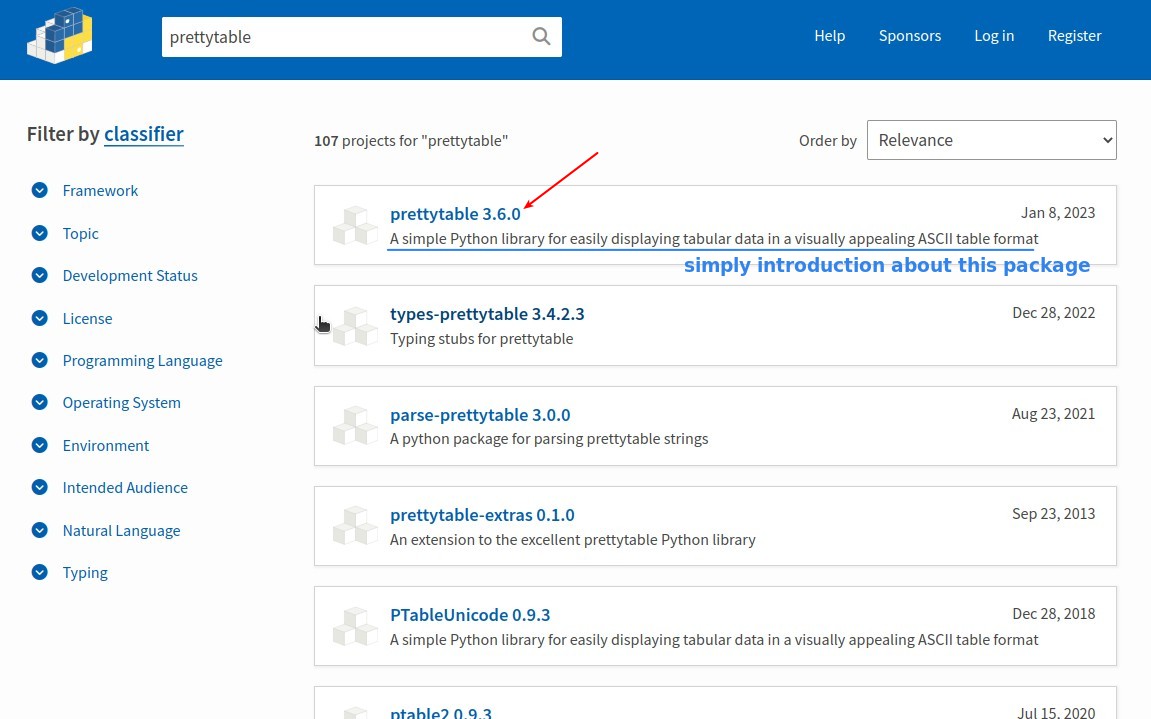 prettytable
Help Sponsors Log in Register
Filter by classifier
Framework
Topic
Development Status
License
Programming Language
Operating System
Environment
Intended Audience
Natural Language
Typing
107 projects for "prettytable"
Order by Relevance
prettytable 3.6.0 Jan 8, 2023
A simple Python library for easily displaying tabular data in a visually appealing ASCII table format
simply introduction about this package
types-prettytable 3.4.2.3 Dec 28, 2022
Typing stubs for prettytable
parse-prettytable 3.0.0 Aug 23, 2021
A python package for parsing prettytable strings
prettytable-extras 0.1.0 Sep 23, 2013
An extension to the excellent prettytable Python library
PTableUnicode 0.9.3 Dec 28, 2018
A simple Python library for easily displaying tabular data in a visually appealing ASCII table format
ptable2 0.9.3 Jul 15, 2020